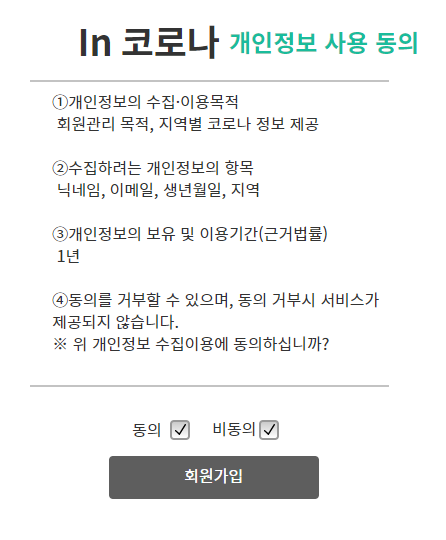 In 코로나 개인정보 사용 동의
①개인정보의 수집·이용목적
회원관리 목적, 지역별 코로나 정보 제공
②수집하려는 개인정보의 항목
닉네임, 이메일, 생년월일, 지역
③개인정보의 보유 및 이용기간(근거법률)
1년
④동의를 거부할 수 있으며, 동의 거부시 서비스가
제공되지 않습니다.
※ 위 개인정보 수집이용에 동의하십니까?
동의 비동의
회원가입